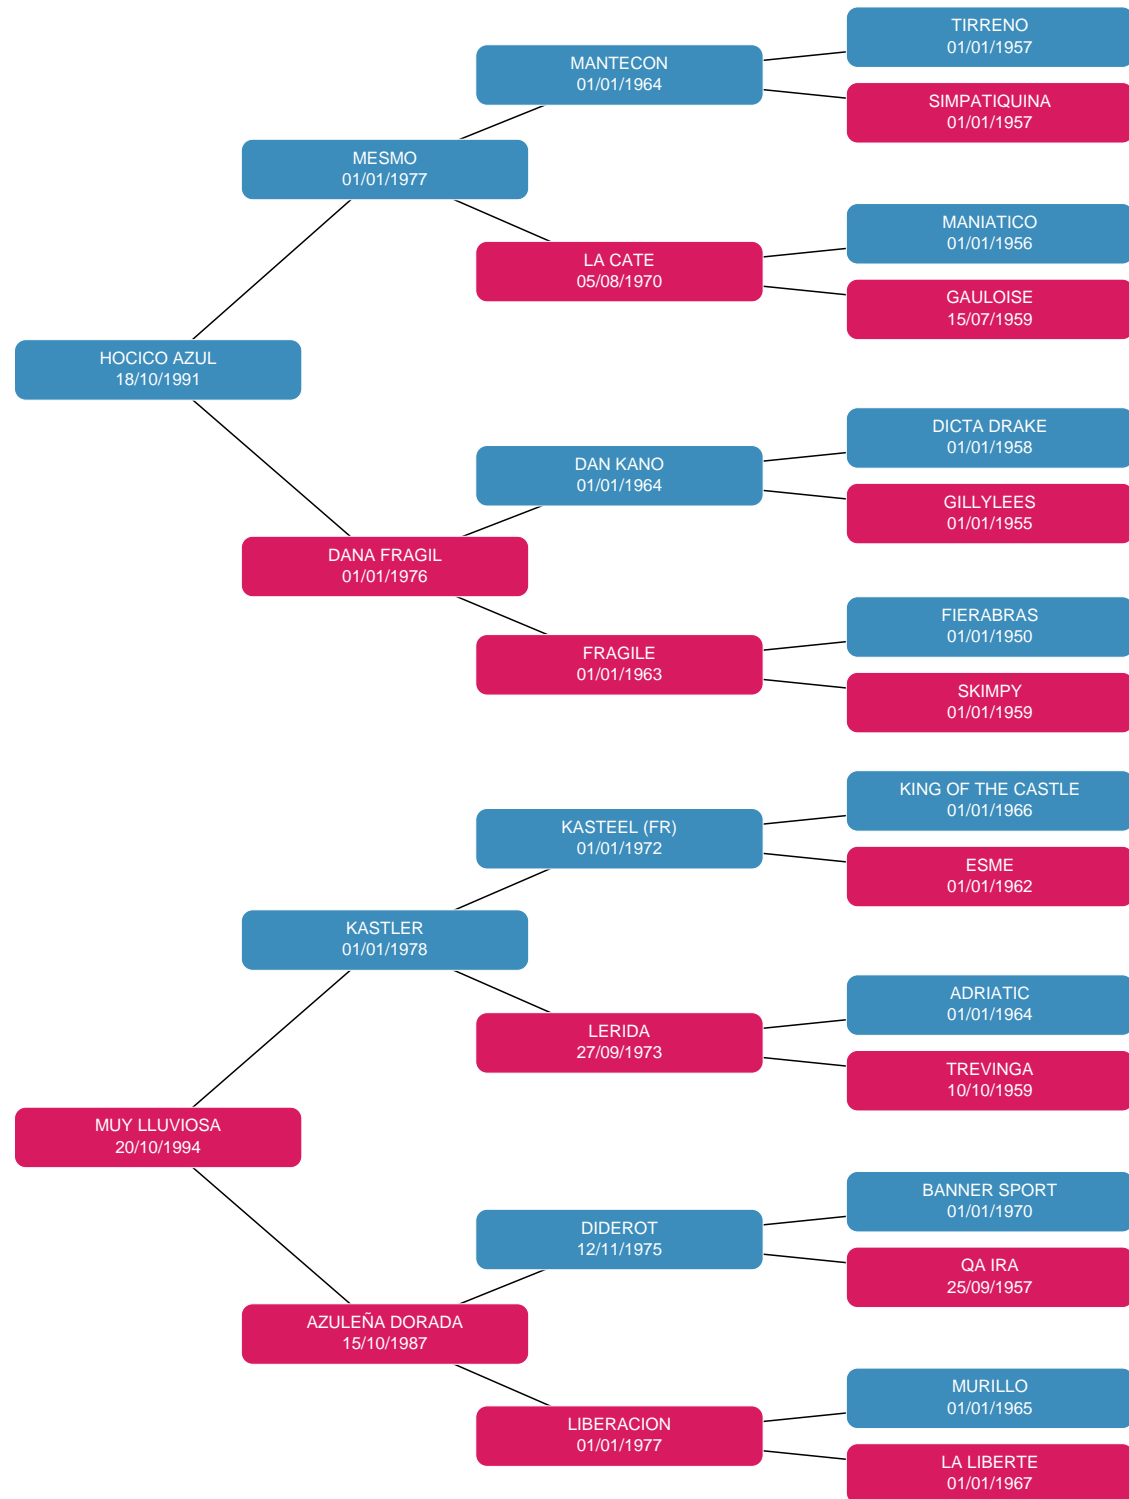 TIRRENO
01/01/1957
MANTECON
01/01/1964
SIMPATIQUINA
01/01/1957
MESMO
01/01/1977
MANIATICO
01/01/1956
LA CATE
05/08/1970
GAULOISE
15/07/1959
HOCICO AZUL
18/10/1991
DICTA DRAKE
01/01/1958
DAN KANO
01/01/1964
GILLYLEES
01/01/1955
DANA FRAGIL
01/01/1976
FIERABRAS
01/01/1950
FRAGILE
01/01/1963
SKIMPY
01/01/1959
KING OF THE CASTLE
01/01/1966
KASTEEL (FR)
01/01/1972
ESME
01/01/1962
KASTLER
01/01/1978
ADRIATIC
01/01/1964
LERIDA
27/09/1973
TREVINGA
10/10/1959
MUY LLUVIOSA
20/10/1994
BANNER SPORT
01/01/1970
DIDEROT
12/11/1975
QA IRA
25/09/1957
AZULEÑA DORADA
15/10/1987
MURILLO
01/01/1965
LIBERACION
01/01/1977
LA LIBERTE
01/01/1967